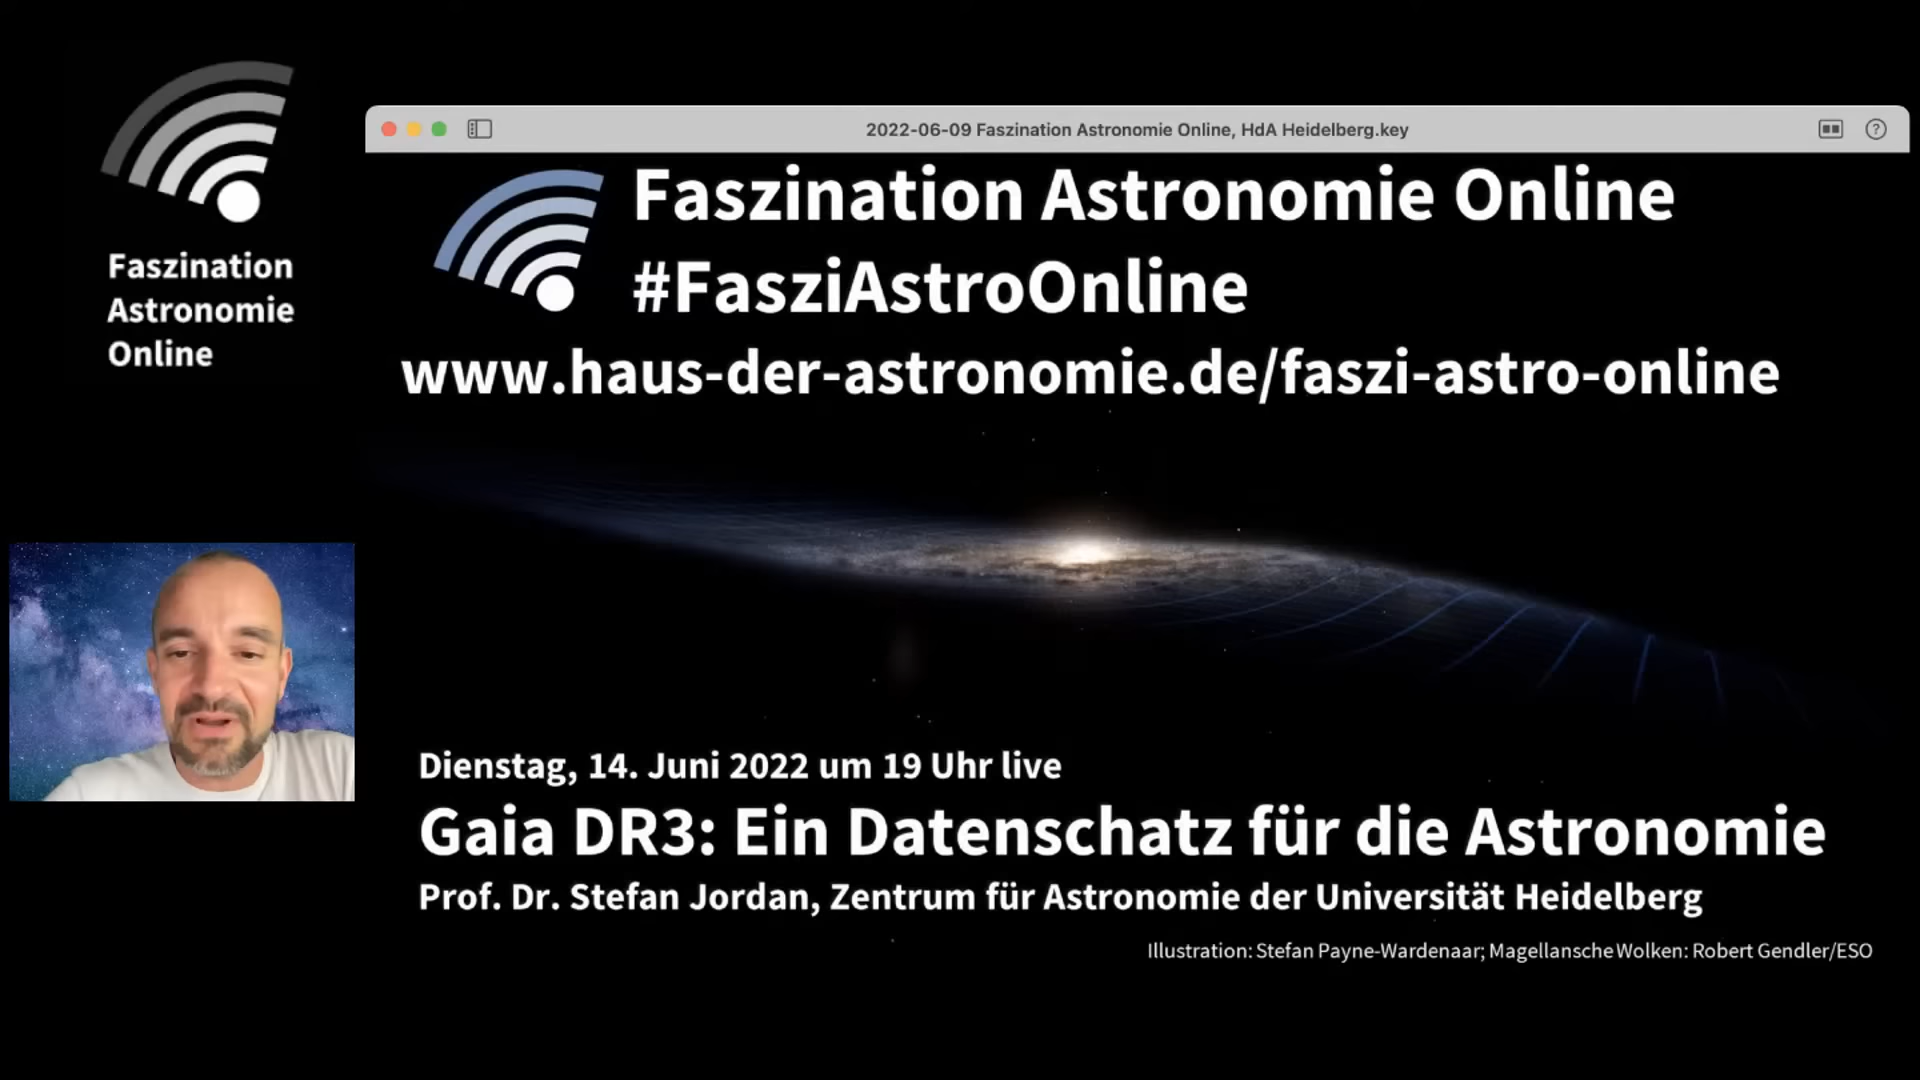 Faszination
Astronomie
Online
2022-06-09 Faszination Astronomie Online, HdA Heidelberg.key
?
Faszination Astronomie Online
#FasziAstroOnline
www.haus-der-astronomie.de/faszi-astro-online
Dienstag, 14. Juni 2022 um 19 Uhr live
Gaia DR3: Ein Datenschatz für die Astronomie
Prof. Dr. Stefan Jordan, Zentrum für Astronomie der Universität Heidelberg
Illustration: Stefan Payne-Wardenaar; Magellansche Wolken: Robert Gendler/ESO